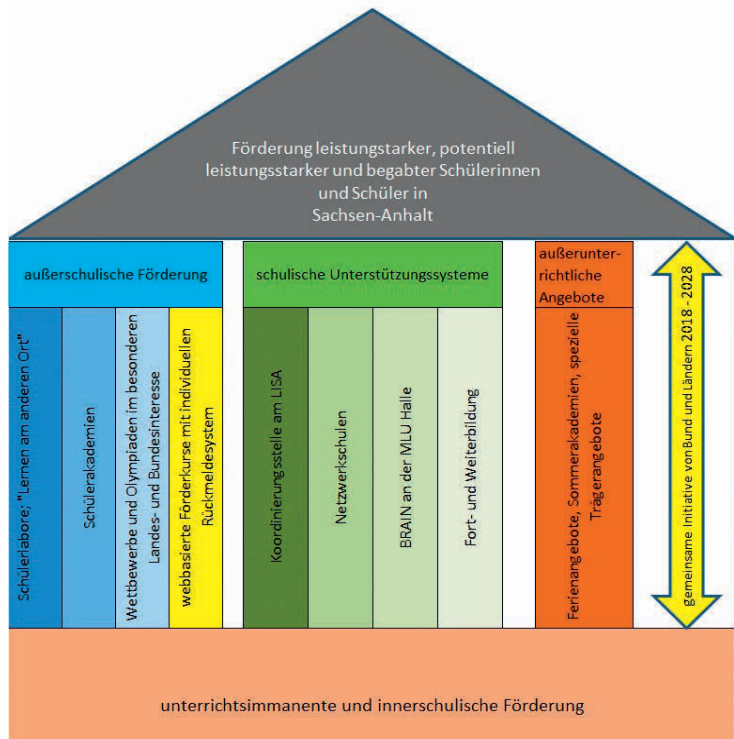 Förderung leistungstarker, potentiell
leistungsstarker und begabter Schülerinnen
und Schüler in
Sachsen-Anhalt
außerschulische Förderung
Schülerlabore; "Lernen am anderen Ort"
Schülerakademien
Wettbewerbe und Olympiaden im besonderen
Landes- und Bundesinteresse
webbasierte Förderkurse mit individuellen
Rückmeldesystem
schulische Unterstützungssysteme
Koordinierungsstelle am LISA
Netzwerkschulen
BRAIN an der MLU Halle
Fort- und Weiterbildung
außerunter-
richtliche
Angebote
Ferienangebote, Sommerakademien, spezielle
Trägerangebote
gemeinsame Initiative von Bund und Ländern 2018 - 2028
unterrichtsimmanente und innerschulische Förderung